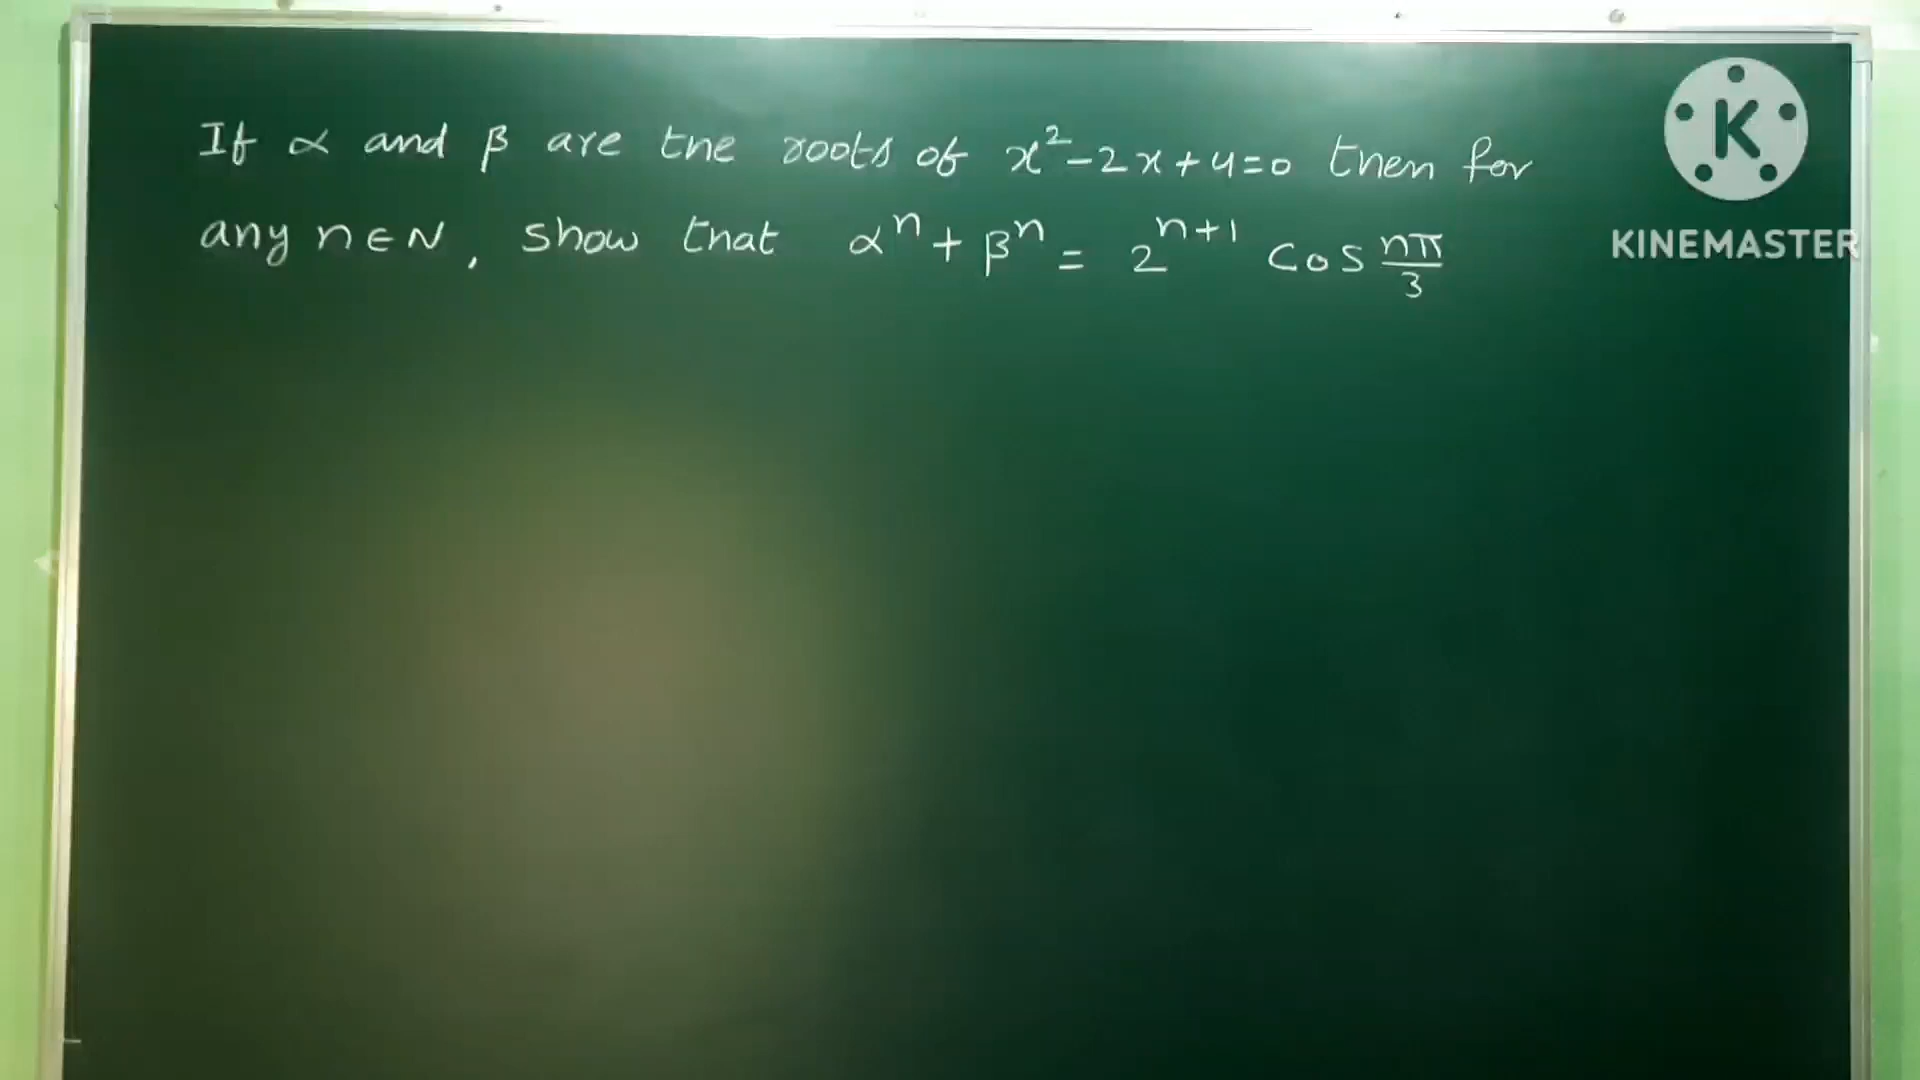 If α and β are the roots of x²-2x+4=0 then for
any n∈N, show that αⁿ+βⁿ = 2ⁿ⁺¹ cos nπ/3
K
KINEMASTER